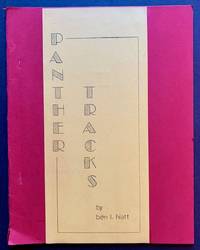 PANTHER
TRACKS
by
ben l. hiatt